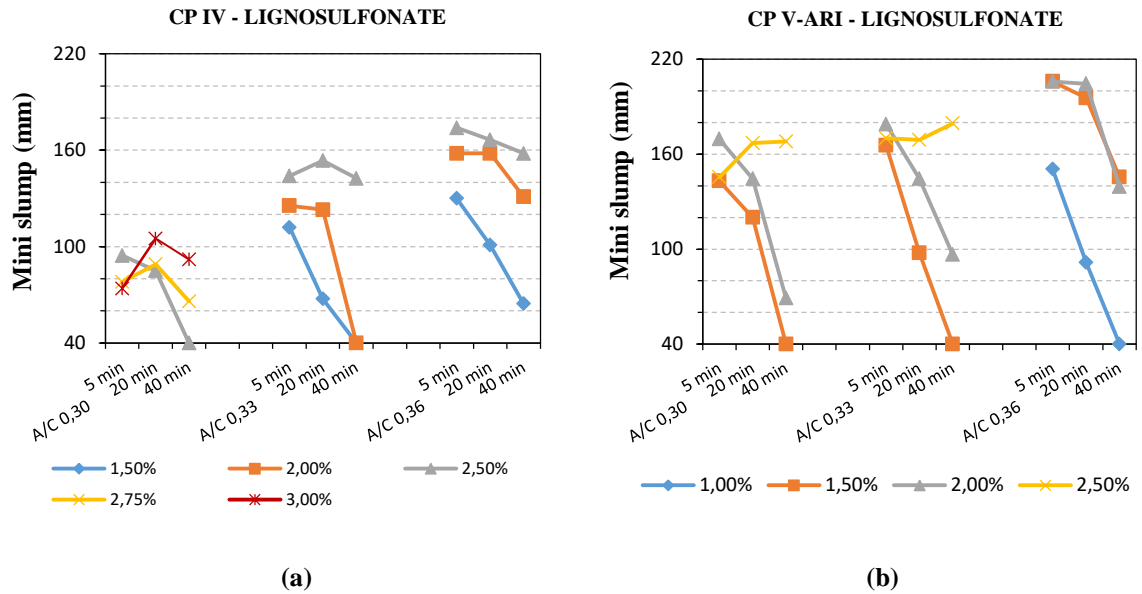 CP IV - LIGNOSULFONATE
Mini slump (mm)
220
160
100
40
5 min
20 min
40 min
A/C 0,30
5 min
20 min
40 min
A/C 0,33
5 min
20 min
40 min
A/C 0,36
1,50%
2,00%
2,50%
2,75%
3,00%
(a)
CP V-ARI - LIGNOSULFONATE
Mini slump (mm)
220
160
100
40
5 min
20 min
40 min
A/C 0,30
5 min
20 min
40 min
A/C 0,33
5 min
20 min
40 min
A/C 0,36
1,00%
1,50%
2,00%
2,50%
(b)